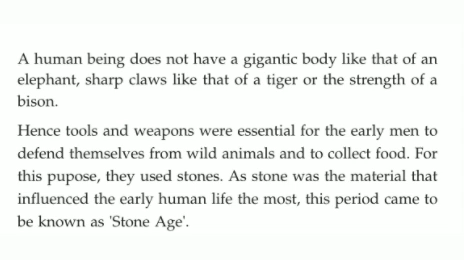 A human being does not have a gigantic body like that of an
elephant, sharp claws like that of a tiger or the strength of a
bison.
Hence tools and weapons were essential for the early men to
defend themselves from wild animals and to collect food. For
this pupose, they used stones. As stone was the material that
influenced the early human life the most, this period came to
be known as 'Stone Age'.